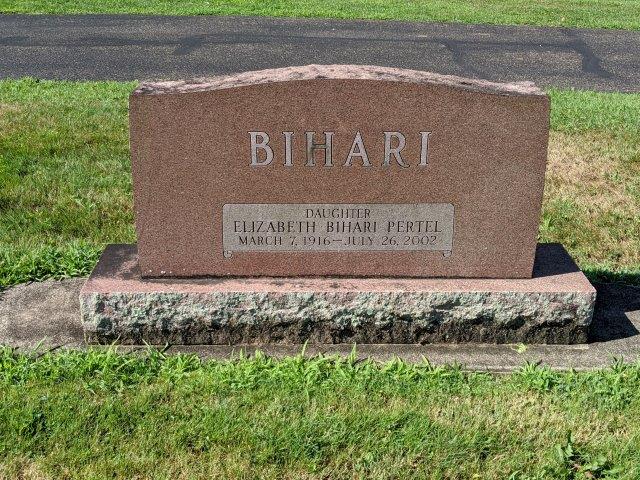 BIHARI
DAUGHTER
ELIZABETH BIHARI PERTEL
MARCH 7, 1916—JULY 26, 2002